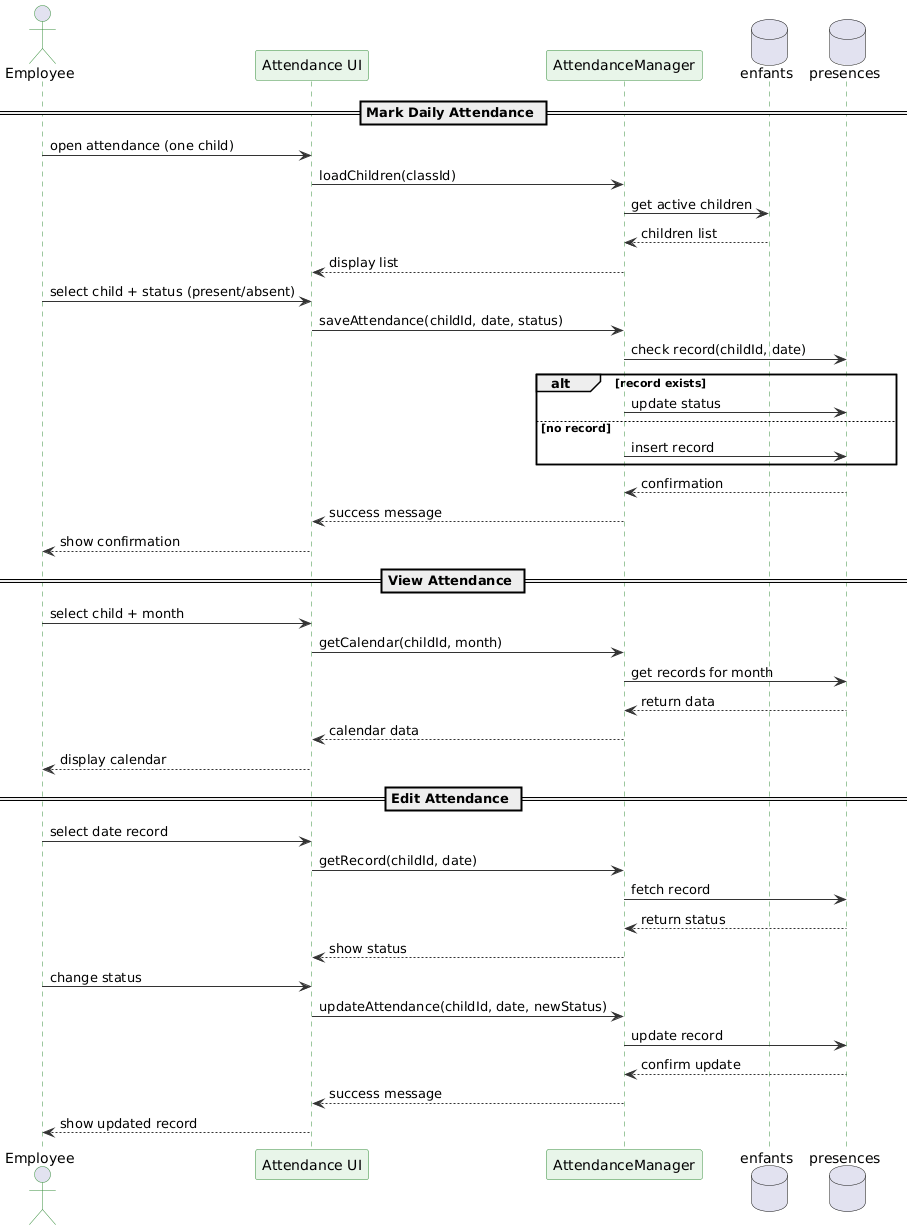 Employee
Attendance UI
AttendanceManager
enfants
presences
Mark Daily Attendance
open attendance (one child)
loadChildren(classId)
get active children
children list
display list
select child + status (present/absent)
saveAttendance(childId, date, status)
check record(childId, date)
alt [record exists]
update status
[no record]
insert record
confirmation
success message
show confirmation
View Attendance
select child + month
getCalendar(childId, month)
get records for month
return data
calendar data
display calendar
Edit Attendance
select date record
getRecord(childId, date)
fetch record
return status
show status
change status
updateAttendance(childId, date, newStatus)
update record
confirm update
success message
show updated record
Employee
Attendance UI
AttendanceManager
enfants
presences